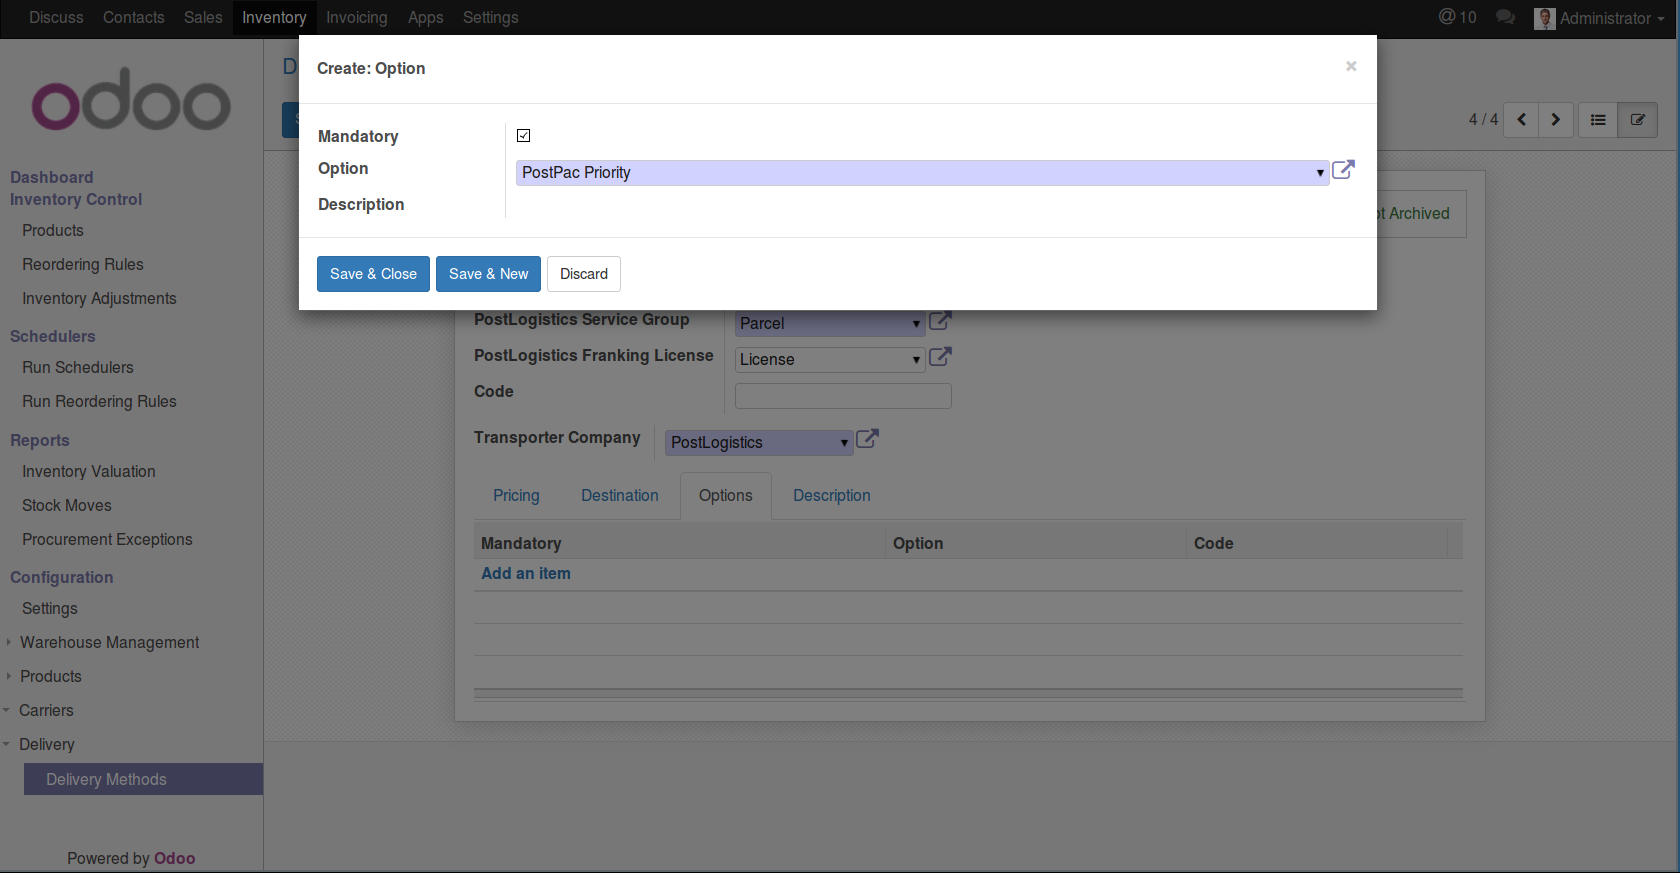 Discuss Contacts Sales Inventory Invoicing Apps Settings @ 10 Administrator
odoo
Dashboard
Inventory Control
Products
Reordering Rules
Inventory Adjustments
Schedulers
Run Schedulers
Run Reordering Rules
Reports
Inventory Valuation
Stock Moves
Procurement Exceptions
Configuration
Settings
Warehouse Management
Products
Carriers
Delivery
Delivery Methods
Powered by Odoo
D
4 / 4
Create: Option ×
Mandatory
Option PostPac Priority
Description
Save & Close Save & New Discard
Archived
PostLogistics Service Group Parcel
PostLogistics Franking License License
Code
Transporter Company PostLogistics
Pricing Destination Options Description
Mandatory Option Code
Add an item